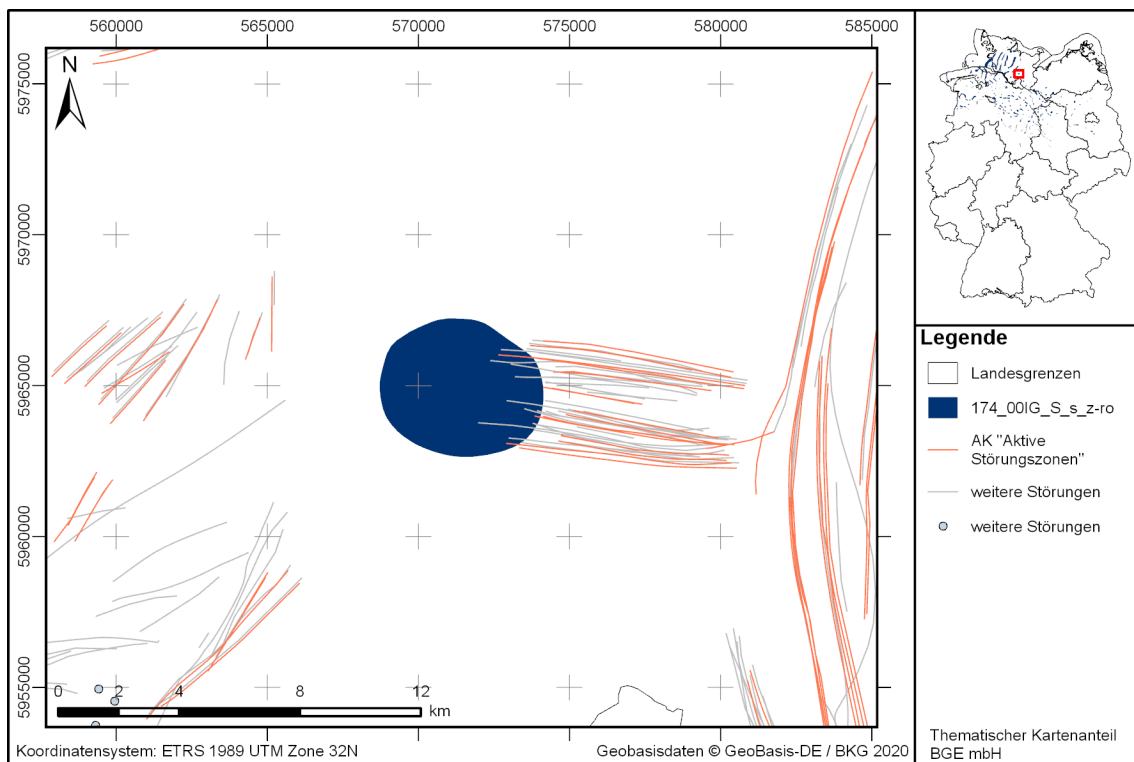 560000 565000 570000 575000 580000 585000
N
5975000
5970000
5965000
5960000
5955000
0 2 4 8 12
km
Koordinatensystem: ETRS 1989 UTM Zone 32N
Geobasisdaten © GeoBasis-DE / BKG 2020
Legende
Landesgrenzen
174_00IG_S_s_z-ro
AK "Aktive
Störungszonen"
weitere Störungen
weitere Störungen
Thematischer Kartenanteil
BGE mbH